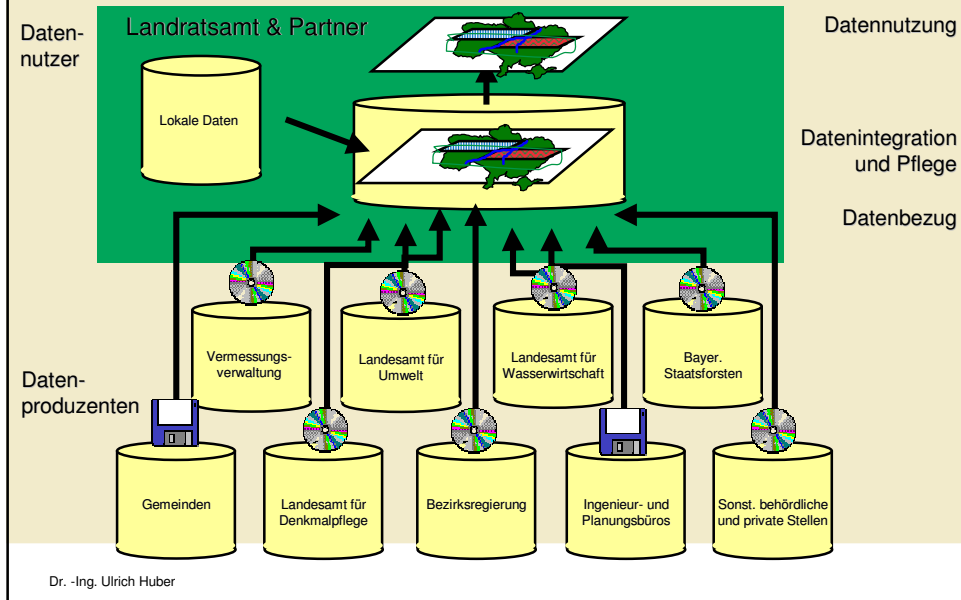 Daten-
nutzer
Landratsamt & Partner
Datennutzung
Lokale Daten
Datenintegration
und Pflege
Datenbezug
Vermessungs-
verwaltung
Landesamt für
Umwelt
Landesamt für
Wasserwirtschaft
Bayer.
Staatsforsten
Daten-
produzenten
Gemeinden
Landesamt für
Denkmalpflege
Bezirksregierung
Ingenieur- und
Planungsbüros
Sonst. behördliche
und private Stellen
Dr. -Ing. Ulrich Huber